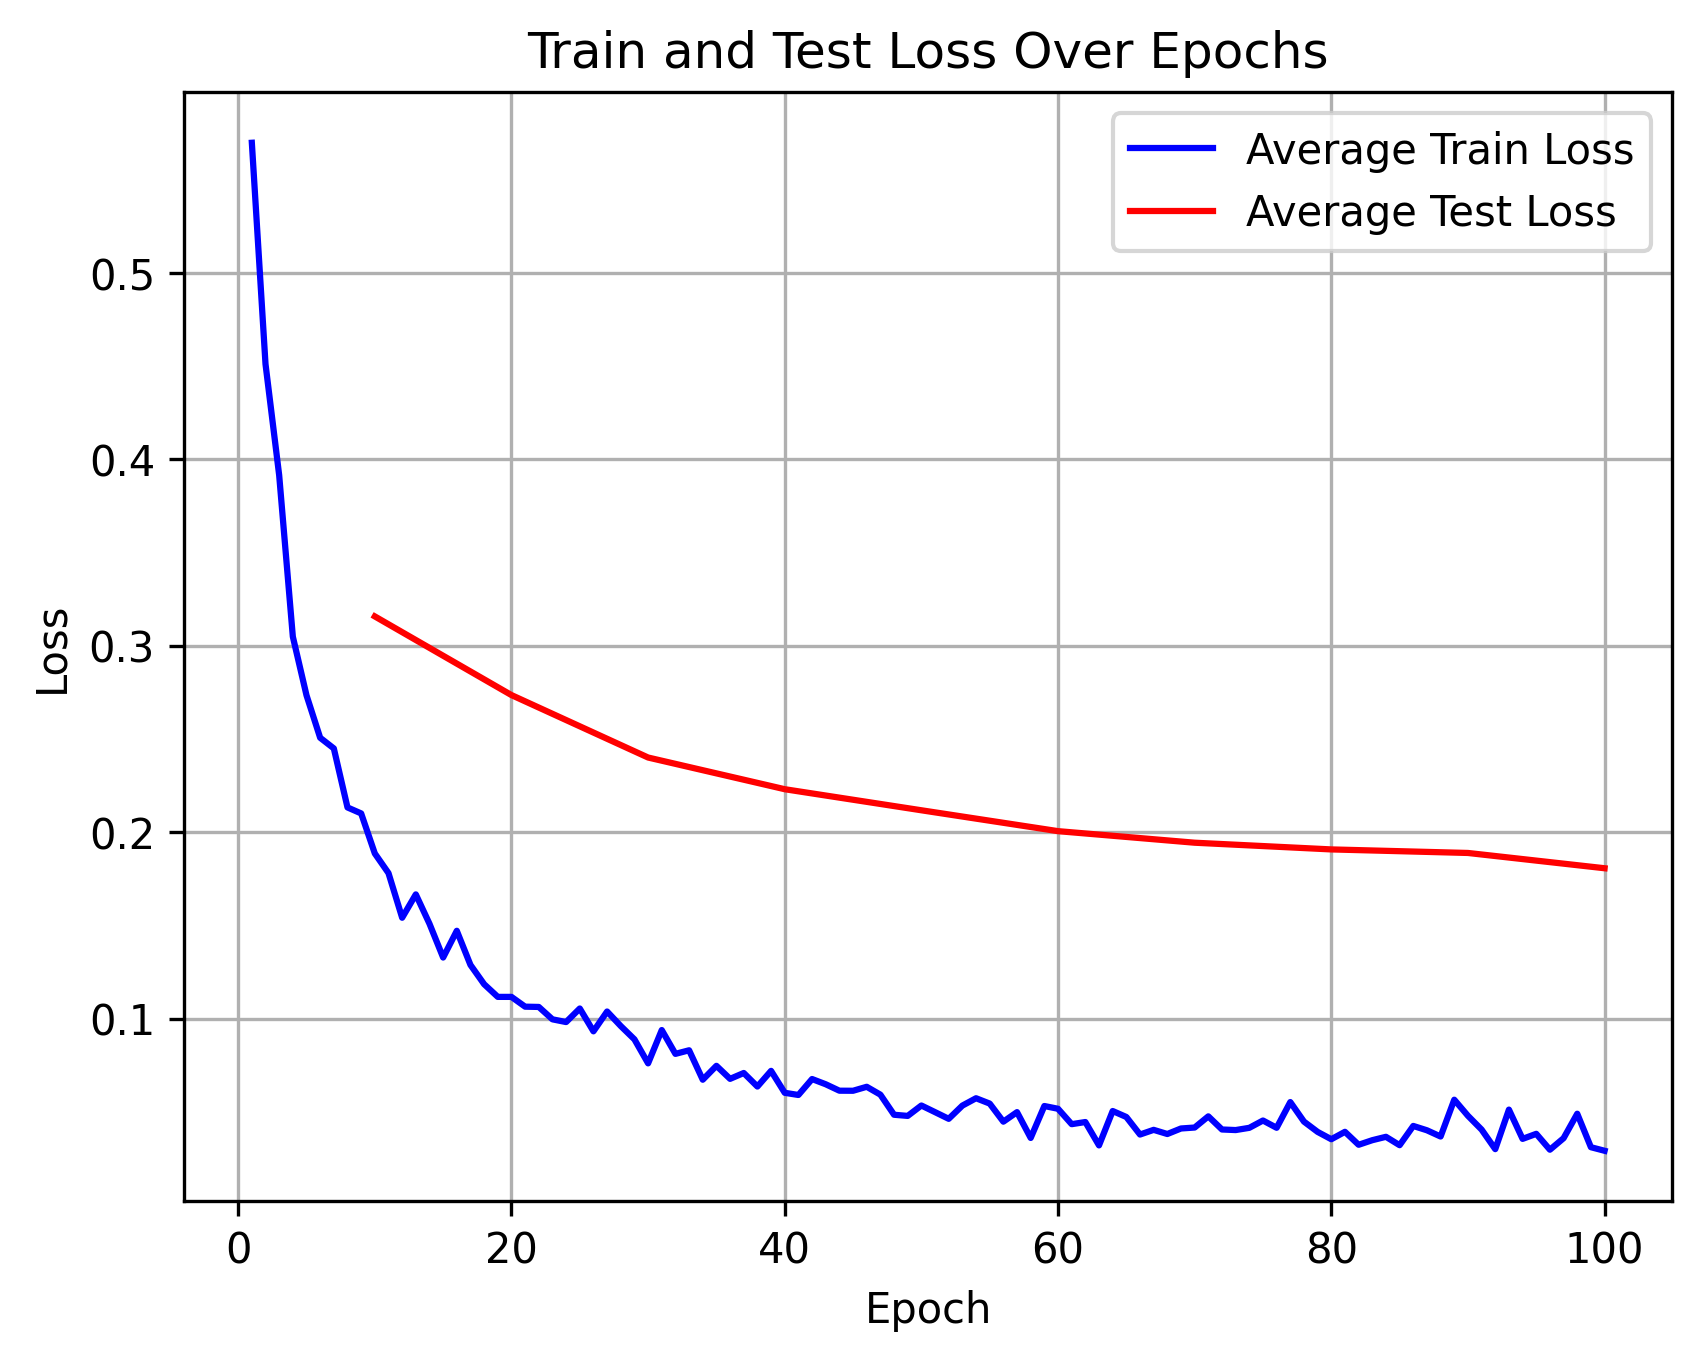 Train and Test Loss Over Epochs
Average Train Loss
Average Test Loss
0.5
0.4
0.3
0.2
0.1
Loss
0 20 40 60 80 100
Epoch